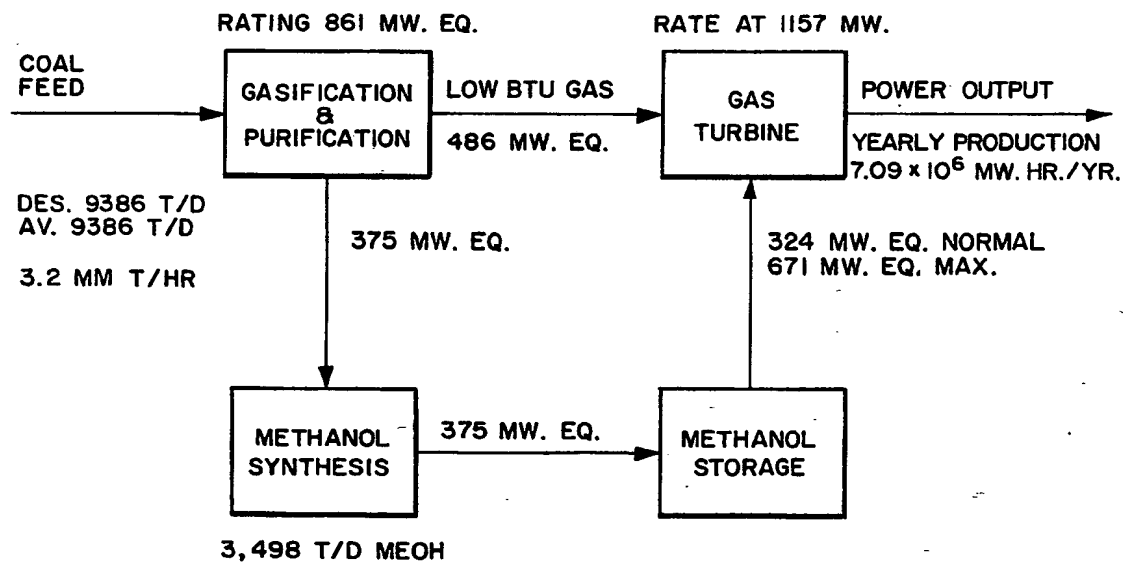 RATING 861 MW. EQ.
RATE AT 1157 MW.
COAL
FEED
GASIFICATION
&
PURIFICATION
LOW BTU GAS
486 MW. EQ.
GAS
TURBINE
POWER OUTPUT
YEARLY PRODUCTION
7.09 x 10⁶ MW. HR./YR.
DES. 9386 T/D
AV. 9386 T/D
3.2 MM T/HR
375 MW. EQ.
324 MW. EQ. NORMAL
671 MW. EQ. MAX.
METHANOL
SYNTHESIS
375 MW. EQ.
METHANOL
STORAGE
3,498 T/D MEOH